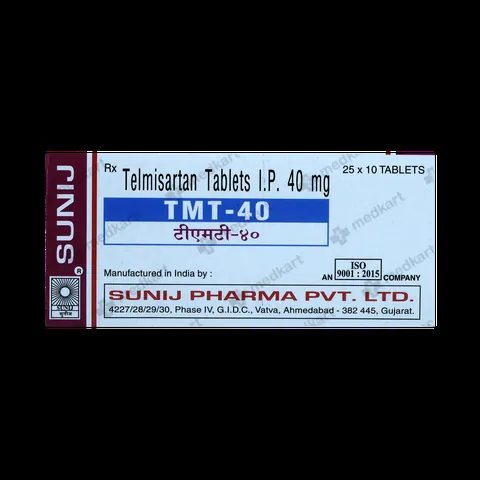 SUNIJ
®
SUNIJ
सुनीज
Rx
Telmisartan Tablets I.P. 40 mg
25 x 10 TABLETS
TMT-40
टीएमटी-४०
Manufactured in India by :
AN ISO 9001 : 2015 COMPANY
SUNIJ PHARMA PVT. LTD.
4227/28/29/30, Phase IV, G.I.D.C., Vatva, Ahmedabad - 382 445, Gujarat.
medkart